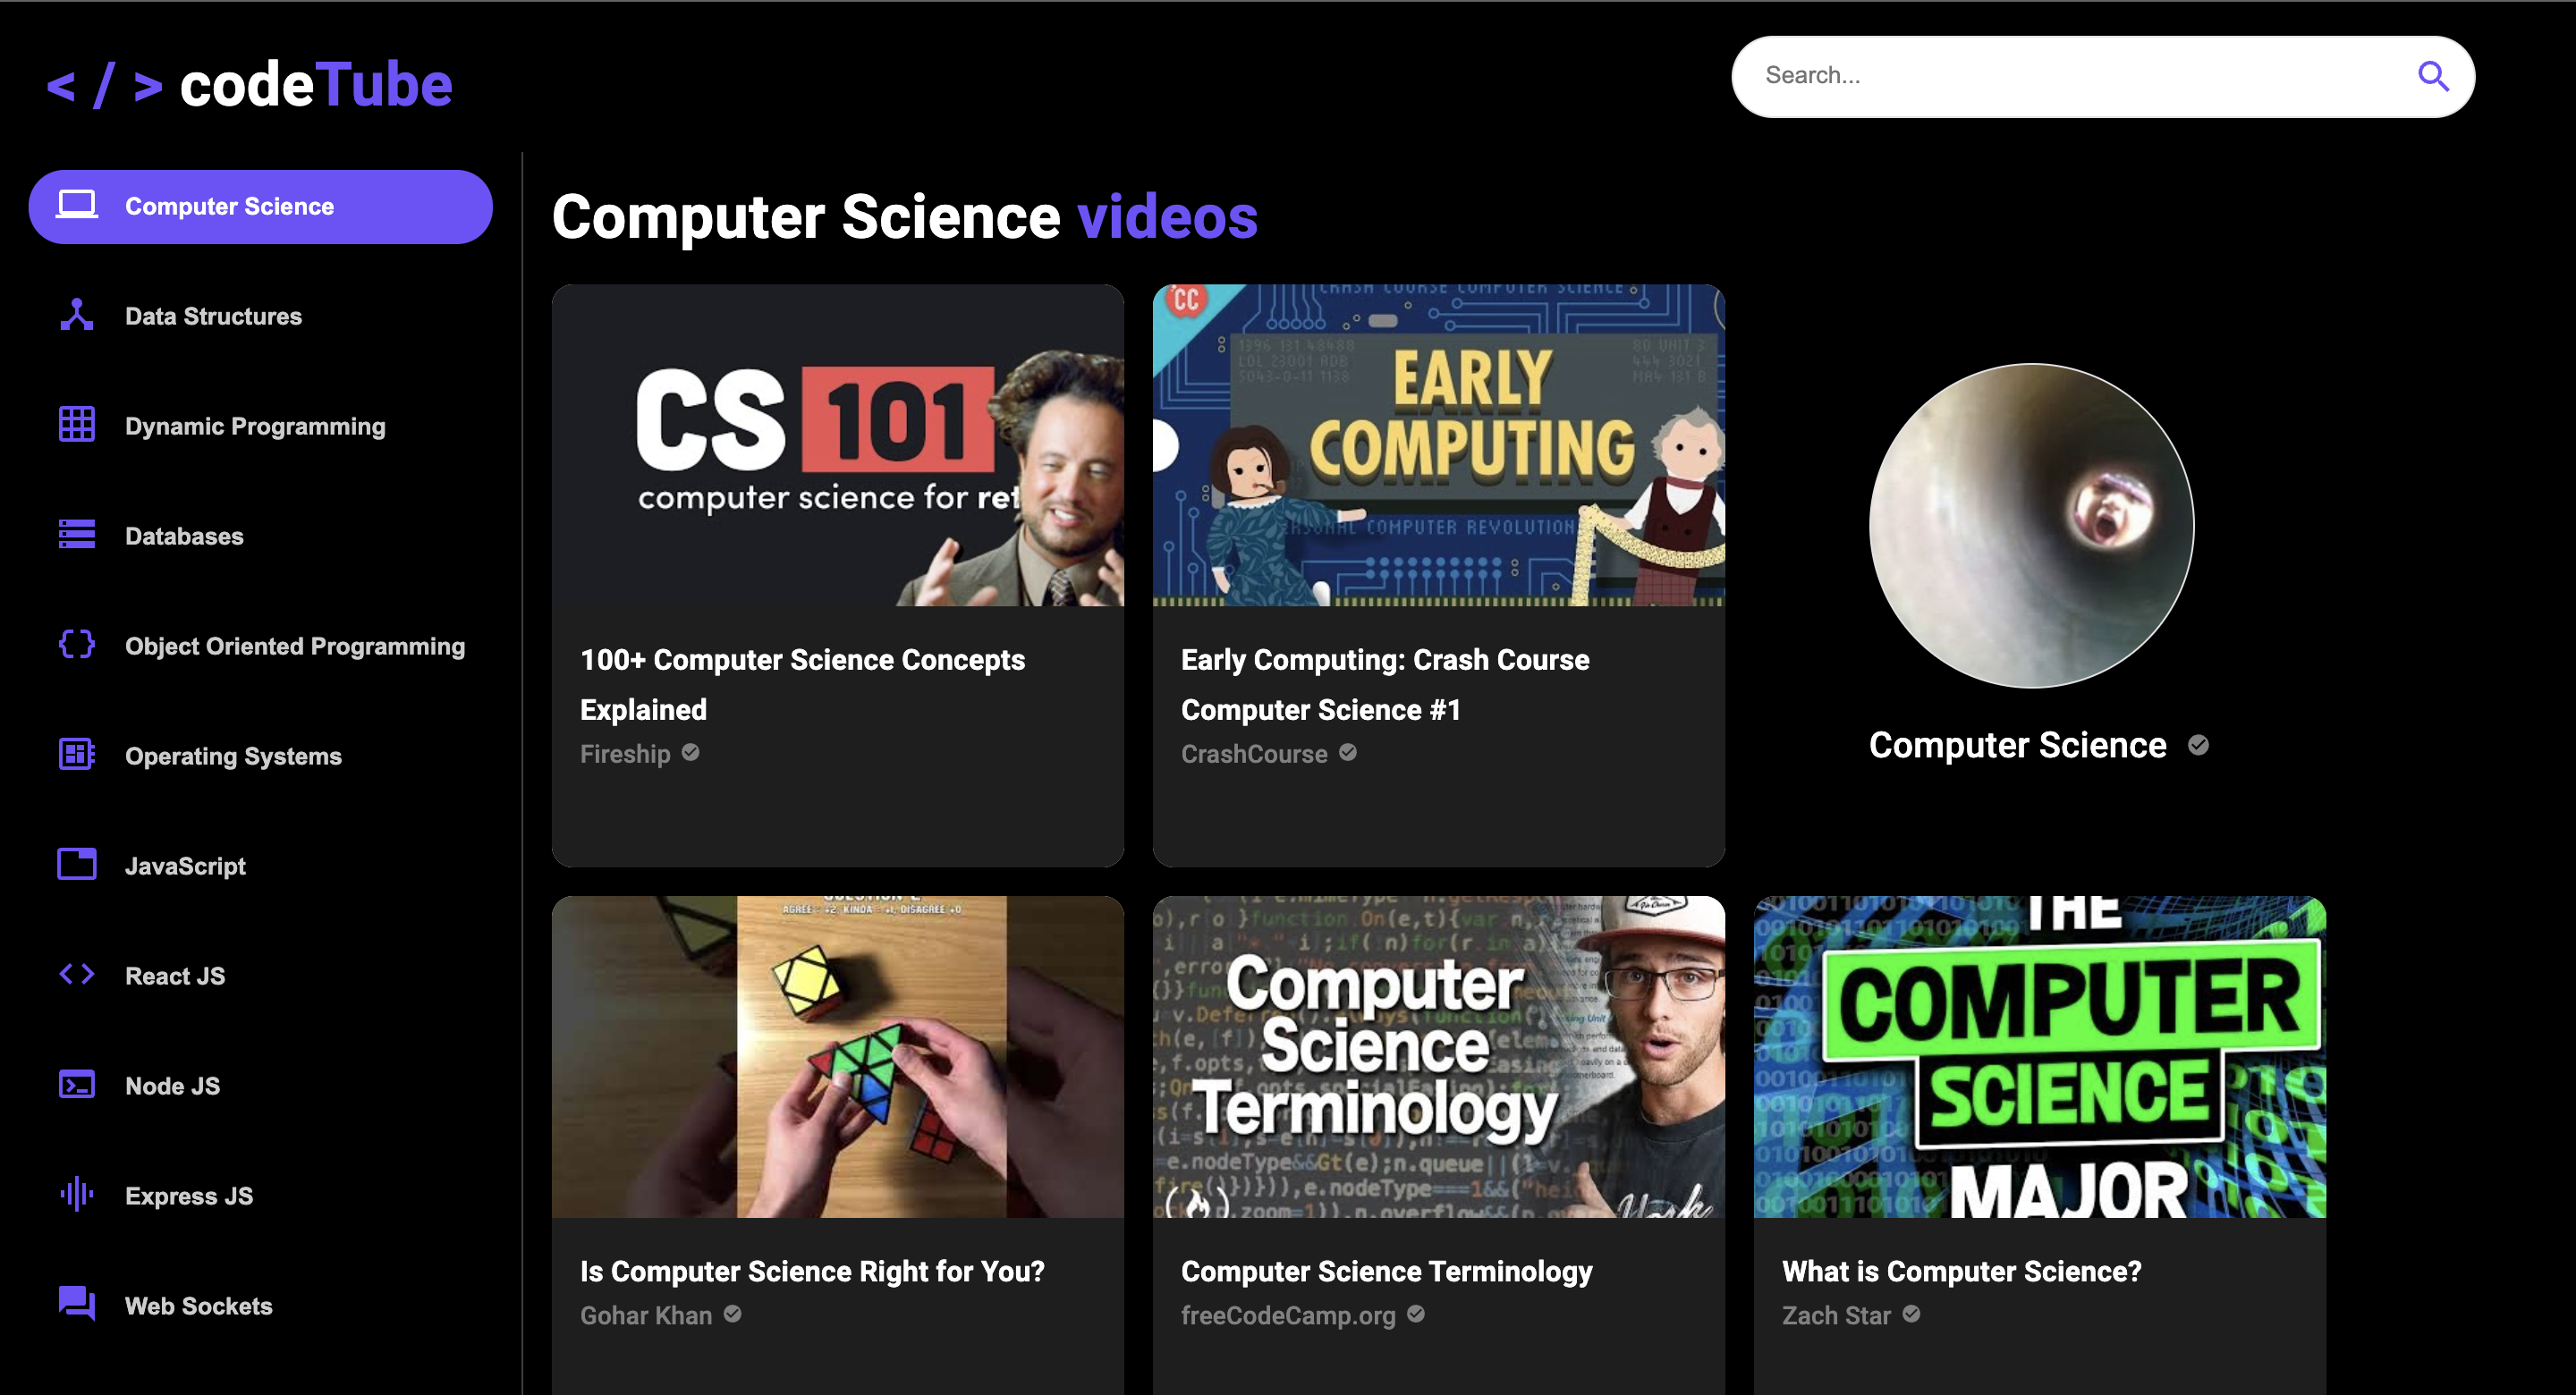 < / > codeTube
Search...
Computer Science
Data Structures
Dynamic Programming
Databases
Object Oriented Programming
Operating Systems
JavaScript
React JS
Node JS
Express JS
Web Sockets
Computer Science videos
CS 101
computer science for ret
100+ Computer Science Concepts
Explained
Fireship
CC
CRASH COURSE COMPUTER SCIENCE
EARLY
COMPUTING
COMPUTER REVOLUTION
Early Computing: Crash Course
Computer Science #1
CrashCourse
Computer Science
AGREE : +2, KINDA : +1, DISAGREE +0
Is Computer Science Right for You?
Gohar Khan
Computer
Science
Terminology
Computer Science Terminology
freeCodeCamp.org
THE
COMPUTER
SCIENCE
MAJOR
What is Computer Science?
Zach Star